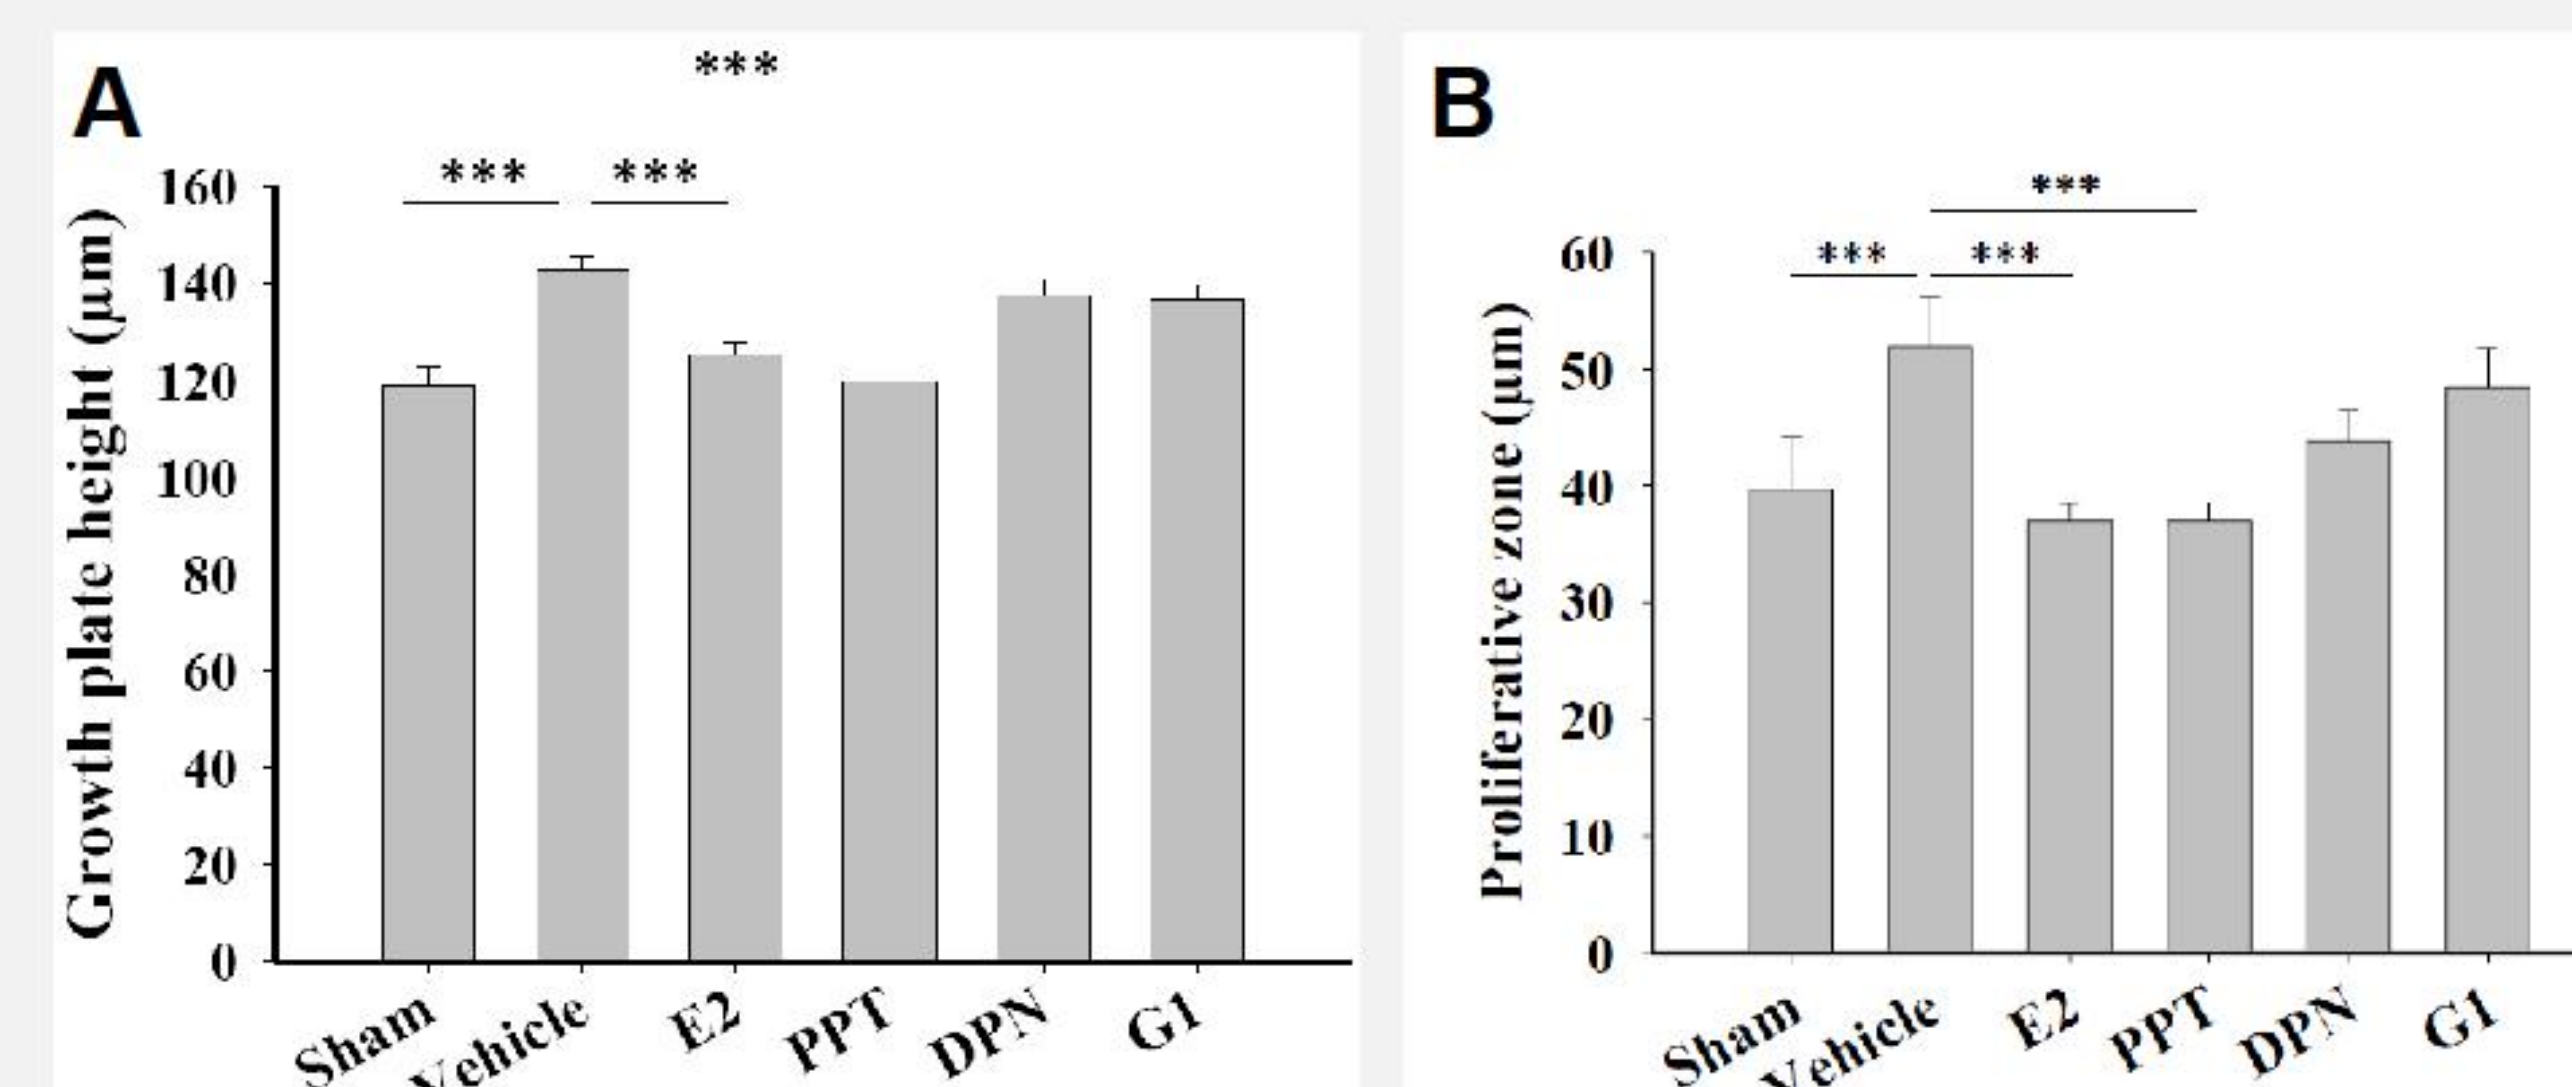 A
***
*** ***
Growth plate height (µm)
160
140
120
100
80
60
40
20
0
Sham
Vehicle
E2
PPT
DPN
G1
B
***
*** ***
Proliferative zone (µm)
60
50
40
30
20
10
0
Sham
Vehicle
E2
PPT
DPN
G1